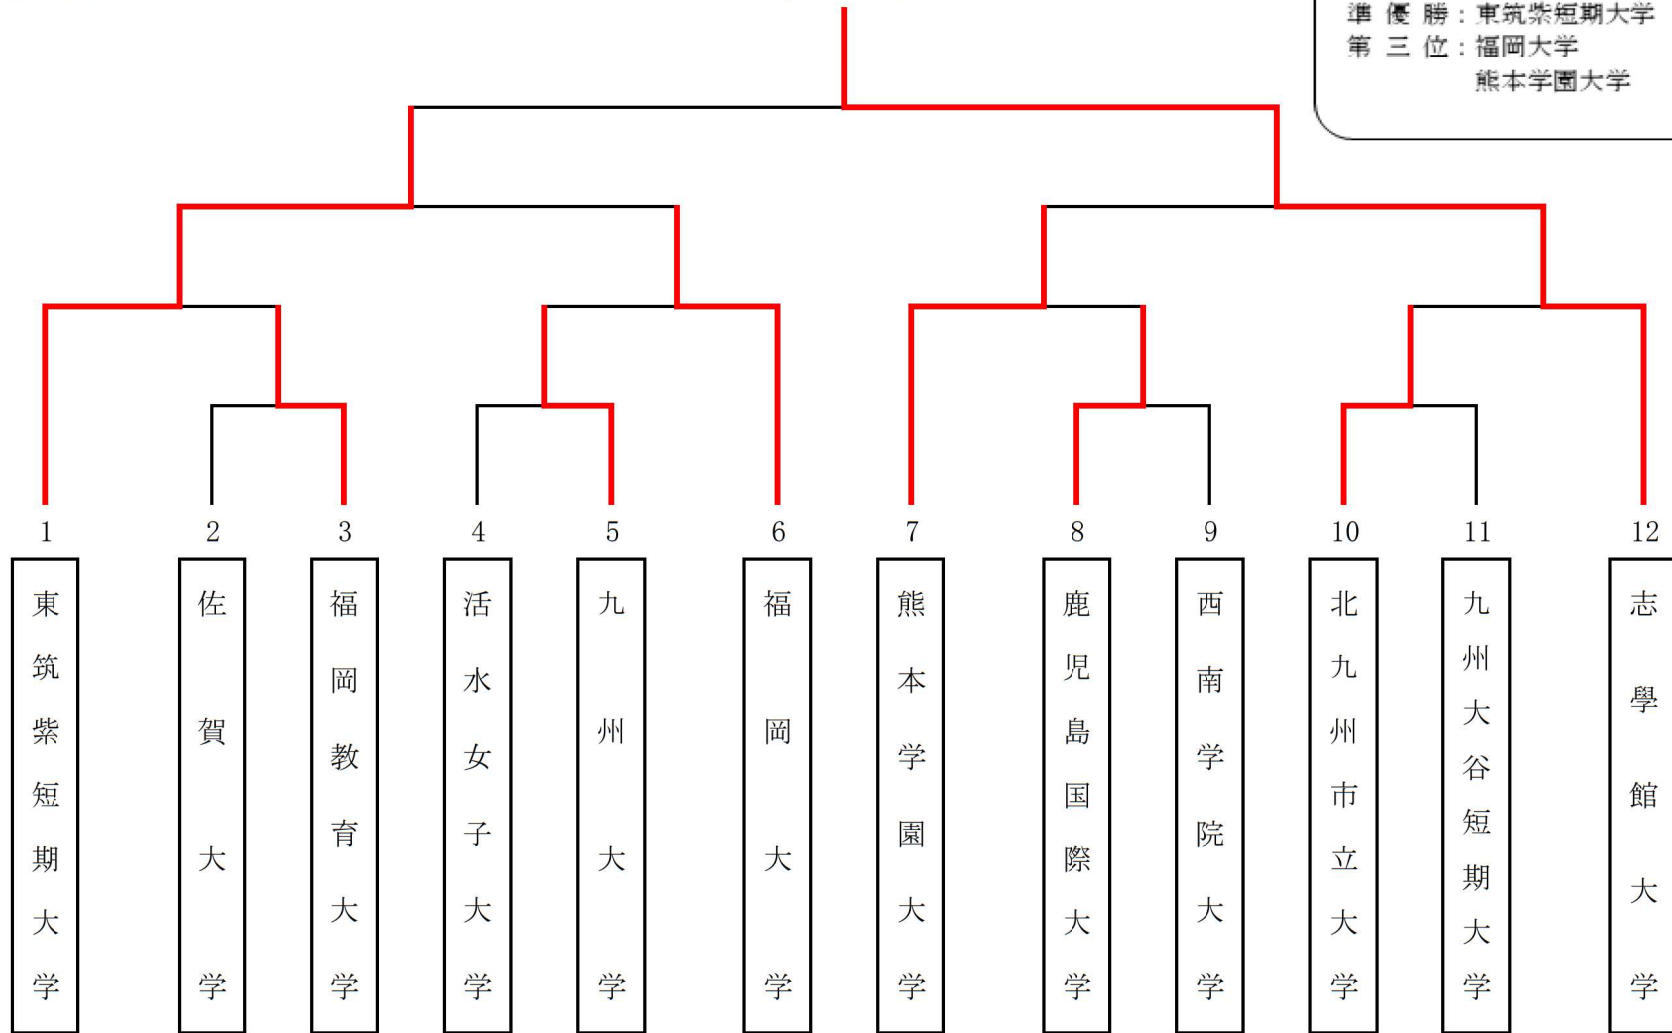 準 優 勝：東筑紫短期大学
第 三 位：福岡大学
熊本学園大学
1 2 3 4 5 6 7 8 9 10 11 12
東筑紫短期大学
佐賀大学
福岡教育大学
活水女子大学
九州大学
福岡大学
熊本学園大学
鹿児島国際大学
西南学院大学
北九州市立大学
九州大谷短期大学
志學館大学